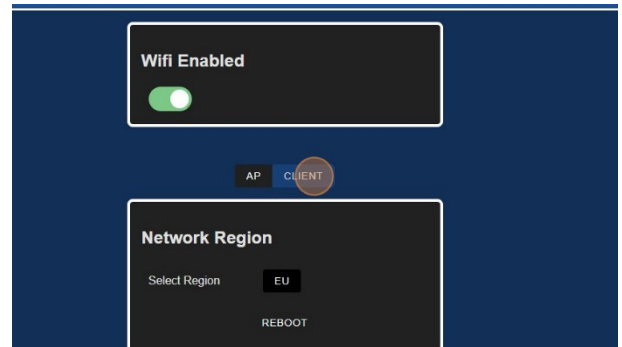 Wifi Enabled
AP CLIENT
Network Region
Select Region EU
REBOOT